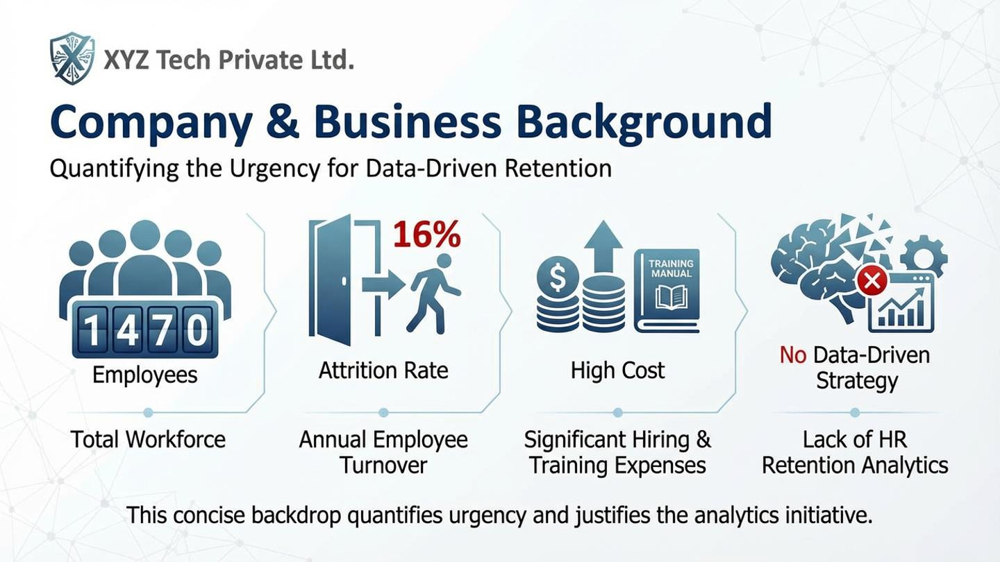 XYZ Tech Private Ltd.
Company & Business Background
Quantifying the Urgency for Data-Driven Retention
1470
Employees
Total Workforce
16%
Attrition Rate
Annual Employee
Turnover
$
TRAINING
MANUAL
High Cost
Significant Hiring &
Training Expenses
No Data-Driven
Strategy
Lack of HR
Retention Analytics
This concise backdrop quantifies urgency and justifies the analytics initiative.